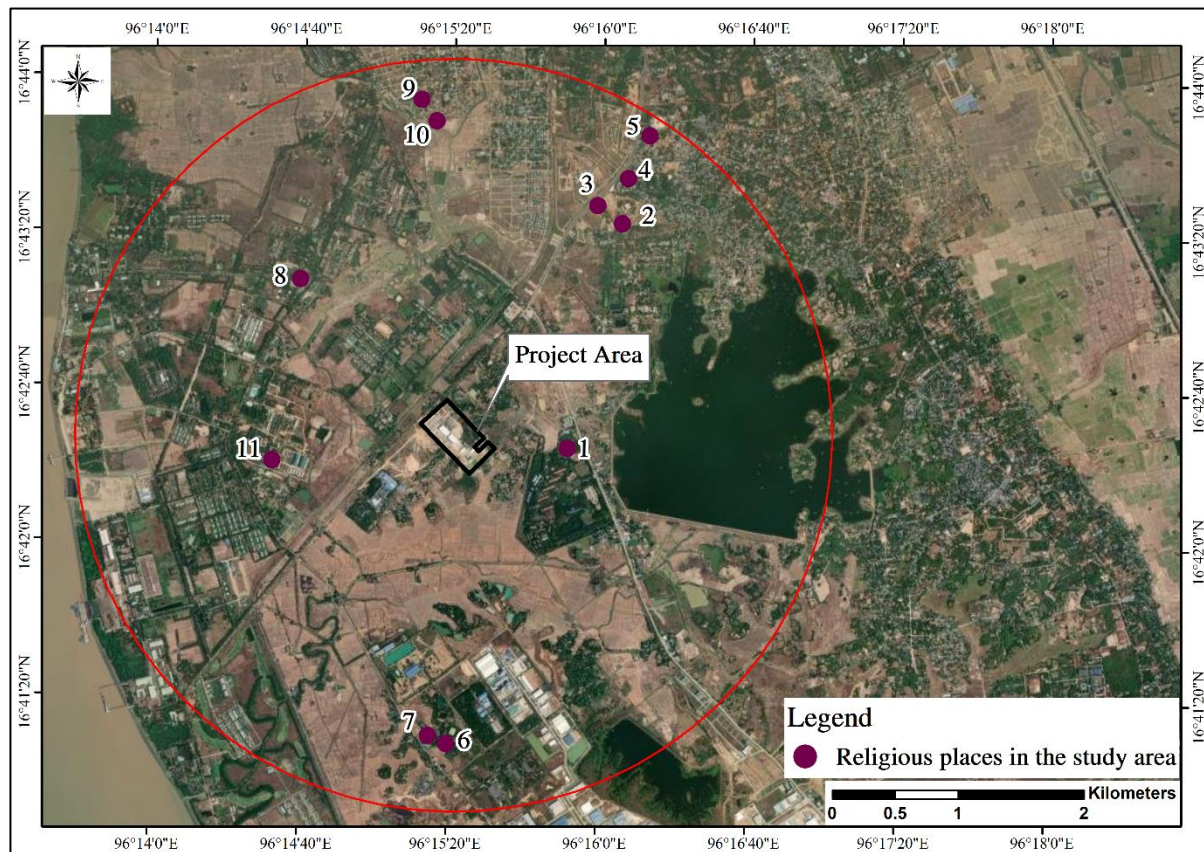 96°14'0"E 96°14'40"E 96°15'20"E 96°16'0"E 96°16'40"E 96°17'20"E 96°18'0"E
N
W E
S
16°44'0"N 16°44'0"N
9
10
5
4
3
2
16°43'20"N 16°43'20"N
8
Project Area
16°42'40"N 16°42'40"N
1
11
16°42'0"N 16°42'0"N
16°41'20"N 16°41'20"N
7
6
Legend
Religious places in the study area
Kilometers
0 0.5 1 2
96°14'0"E 96°14'40"E 96°15'20"E 96°16'0"E 96°16'40"E 96°17'20"E 96°18'0"E